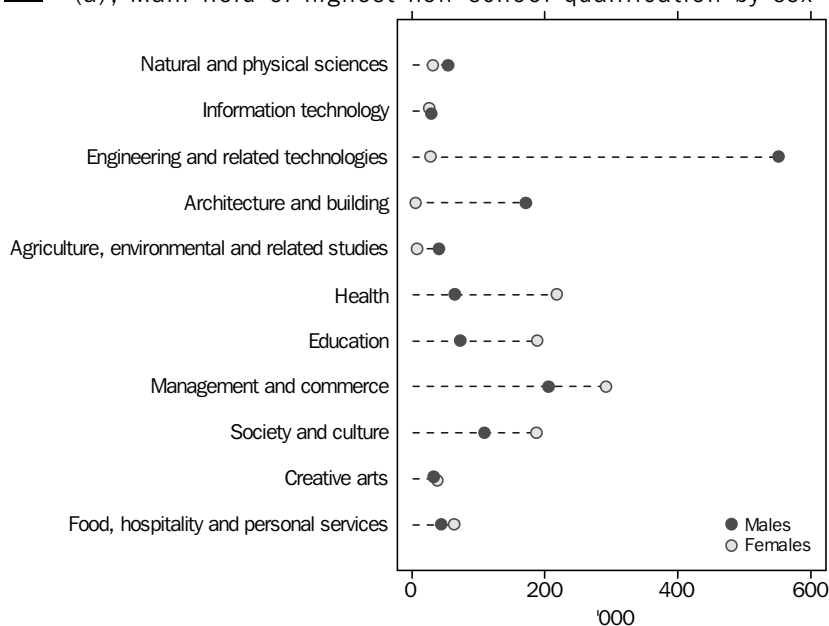 (a), Main field of highest non-school qualification by sex
Natural and physical sciences
Information technology
Engineering and related technologies
Architecture and building
Agriculture, environmental and related studies
Health
Education
Management and commerce
Society and culture
Creative arts
Food, hospitality and personal services
Males
Females
0 200 400 600
'000